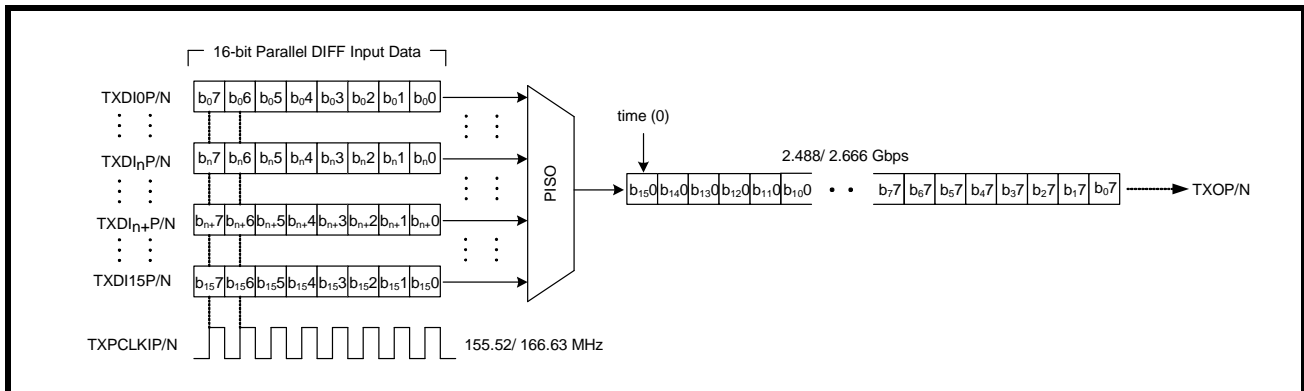 16-bit Parallel DIFF Input Data
TXDI0P/N
b₀7 b₀6 b₀5 b₀4 b₀3 b₀2 b₀1 b₀0
TXDIₙP/N
bₙ7 bₙ6 bₙ5 bₙ4 bₙ3 bₙ2 bₙ1 bₙ0
TXDIₙ₊P/N
bₙ₊7 bₙ₊6 bₙ₊5 bₙ₊4 bₙ₊3 bₙ₊2 bₙ₊1 bₙ₊0
TXDI15P/N
b₁₅7 b₁₅6 b₁₅5 b₁₅4 b₁₅3 b₁₅2 b₁₅1 b₁₅0
TXPCLKIP/N
155.52/ 166.63 MHz
PISO
time (0)
2.488/ 2.666 Gbps
b₁₅0 b₁₄0 b₁₃0 b₁₂0 b₁₁0 b₁₀0 b₇7 b₆7 b₅7 b₄7 b₃7 b₂7 b₁7 b₀7
TXOP/N